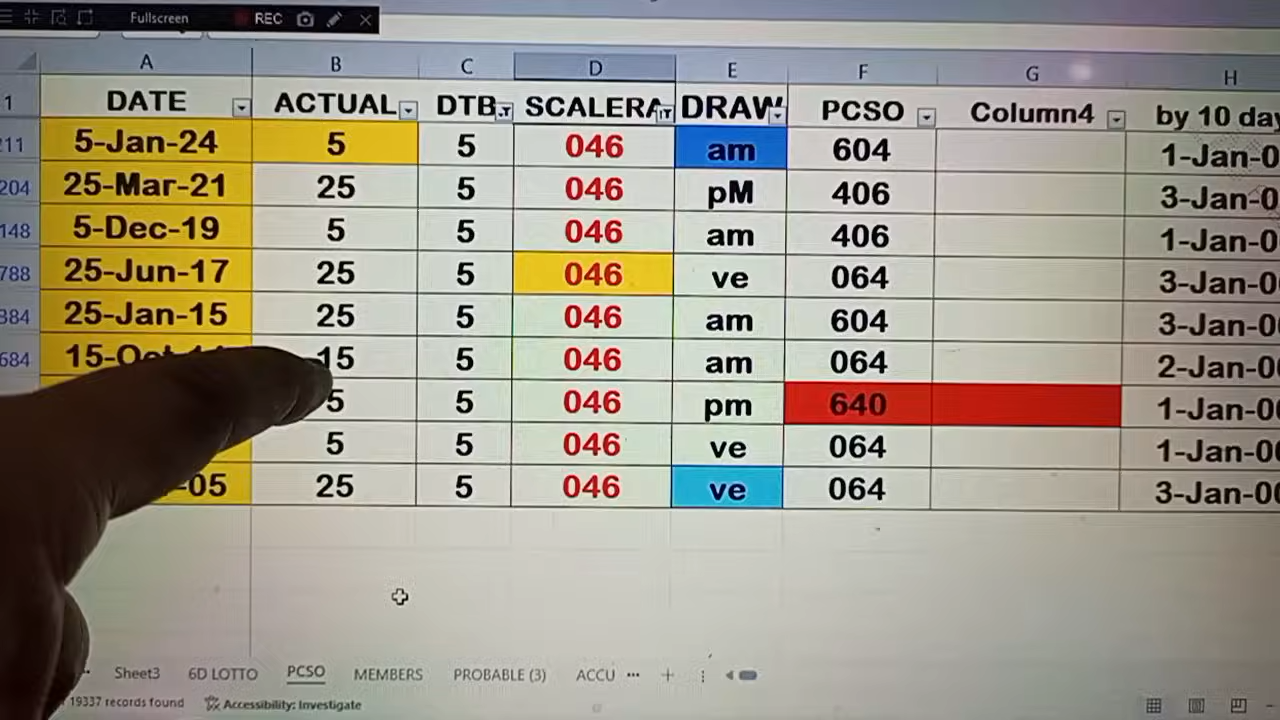 Fullscreen REC
A B C D E F G H
1 DATE ACTUAL DTB SCALERA DRAW PCSO Column4 by 10 day
211 5-Jan-24 5 5 046 am 604 1-Jan-0
204 25-Mar-21 25 5 046 pM 406 3-Jan-0
148 5-Dec-19 5 5 046 am 406 1-Jan-0
788 25-Jun-17 25 5 046 ve 064 3-Jan-0
384 25-Jan-15 25 5 046 am 604 3-Jan-0
684 15-Oct 15 5 046 am 064 2-Jan-0
5 5 046 pm 640 1-Jan-0
5 5 046 ve 064 1-Jan-0
-05 25 5 046 ve 064 3-Jan-0
Sheet3 6D LOTTO PCSO MEMBERS PROBABLE (3) ACCU ... +
19337 records found Accessibility: Investigate